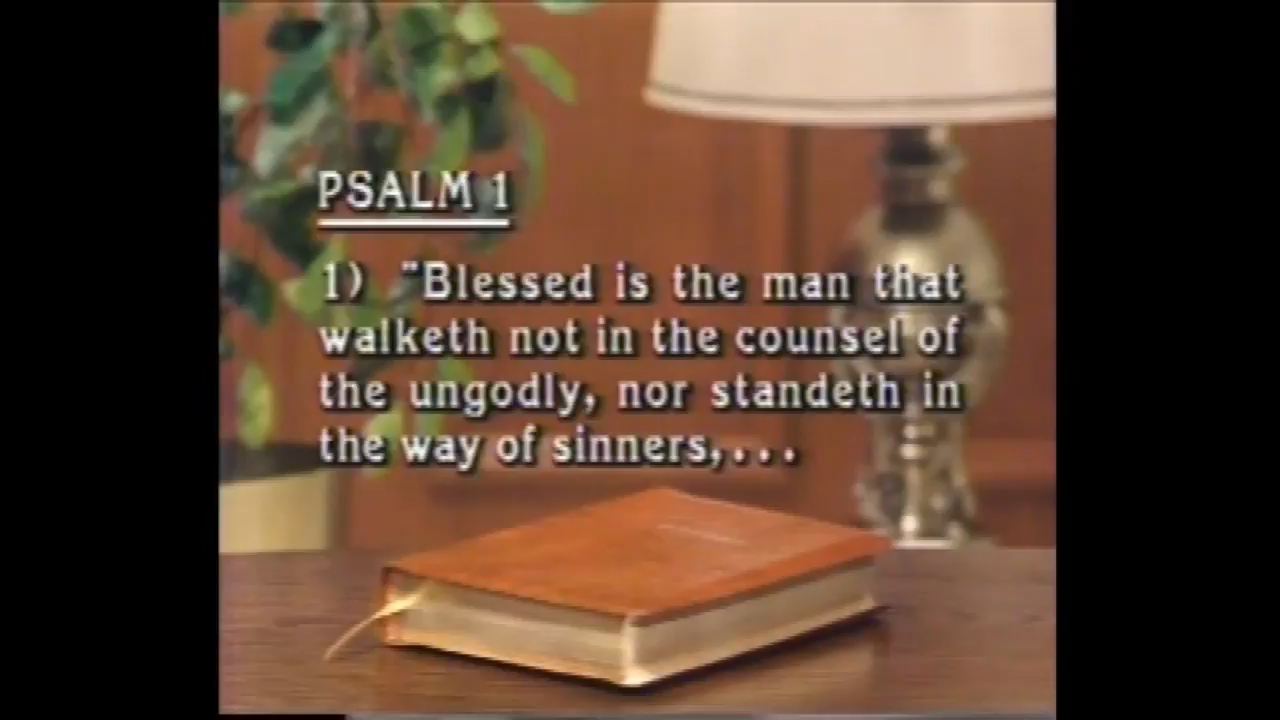 PSALM 1
1) "Blessed is the man that
walketh not in the counsel of
the ungodly, nor standeth in
the way of sinners,...